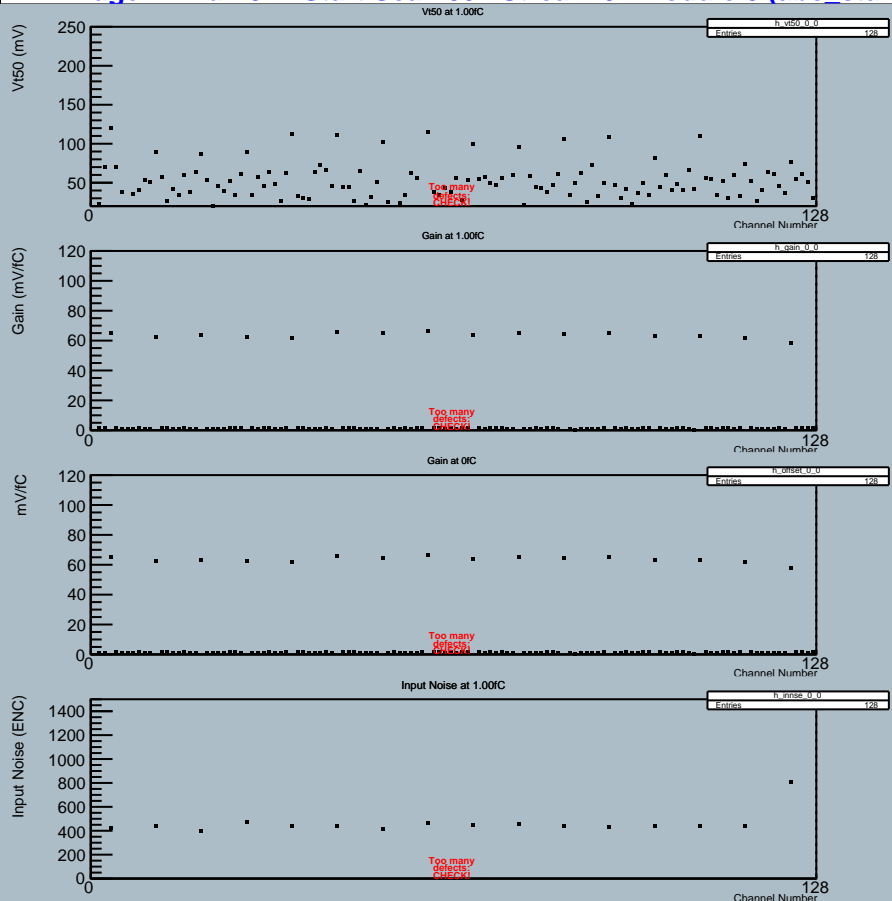 Vt50 at 1.00fC
h_vt50_0_0
Entries 128
Vt50 (mV)
250
200
150
100
50
0
128
Too many
defects:
CHECK!
Channel Number
Gain at 1.00fC
h_gain_0_0
Entries 128
Gain (mV/fC)
120
100
80
60
40
20
0
0
128
Too many
defects:
CHECK!
Channel Number
Gain at 0fC
h_offset_0_0
Entries 128
mV/fC
120
100
80
60
40
20
0
0
128
Too many
defects:
CHECK!
Channel Number
Input Noise at 1.00fC
h_innse_0_0
Entries 128
Input Noise (ENC)
1400
1200
1000
800
600
400
200
0
0
128
Too many
defects:
CHECK!
Channel Number